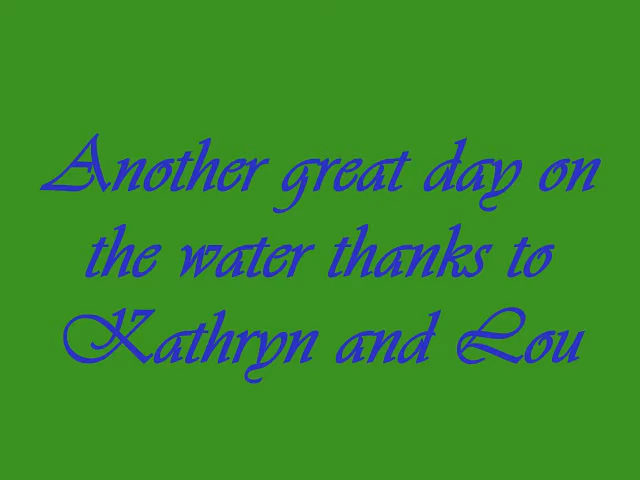 Another great day on
the water thanks to
Kathryn and Lou